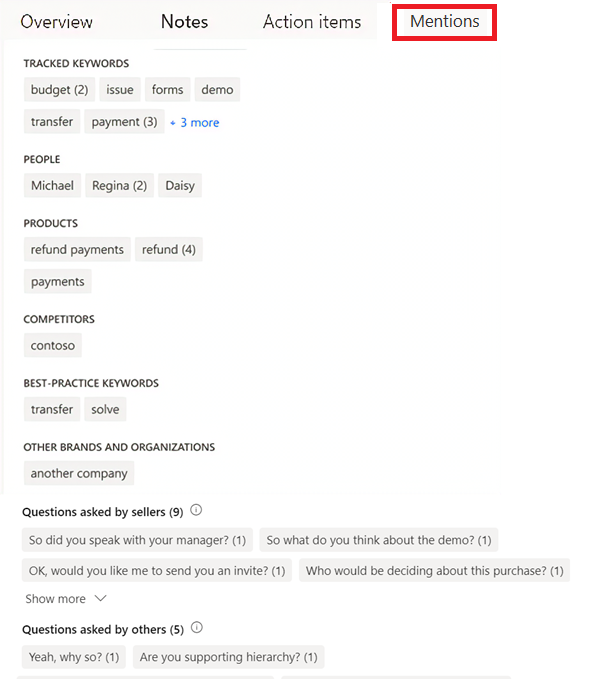 Overview Notes Action items Mentions
TRACKED KEYWORDS
budget (2) issue forms demo
transfer payment (3) + 3 more
PEOPLE
Michael Regina (2) Daisy
PRODUCTS
refund payments refund (4)
payments
COMPETITORS
contoso
BEST-PRACTICE KEYWORDS
transfer solve
OTHER BRANDS AND ORGANIZATIONS
another company
Questions asked by sellers (9)
So did you speak with your manager? (1) So what do you think about the demo? (1)
OK, would you like me to send you an invite? (1) Who would be deciding about this purchase? (1)
Show more
Questions asked by others (5)
Yeah, why so? (1) Are you supporting hierarchy? (1)